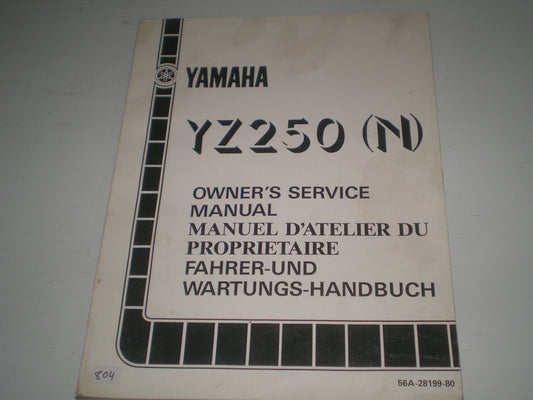 YAMAHA
YZ250 (N)
OWNER'S SERVICE
MANUAL
MANUEL D'ATELIER DU
PROPRIETAIRE
FAHRER-UND
WARTUNGS-HANDBUCH
804
56A-28199-80